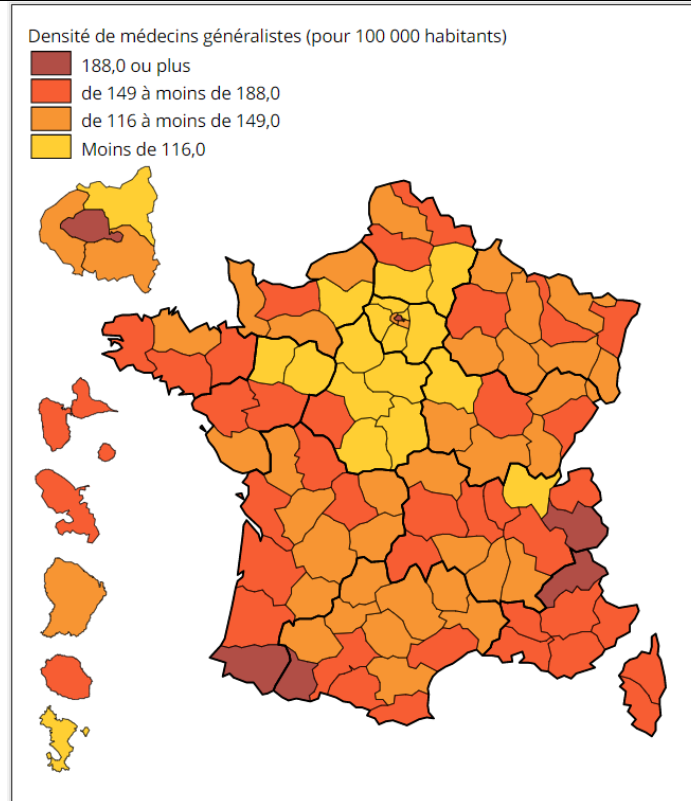 Densité de médecins généralistes (pour 100 000 habitants)
188,0 ou plus
de 149 à moins de 188,0
de 116 à moins de 149,0
Moins de 116,0